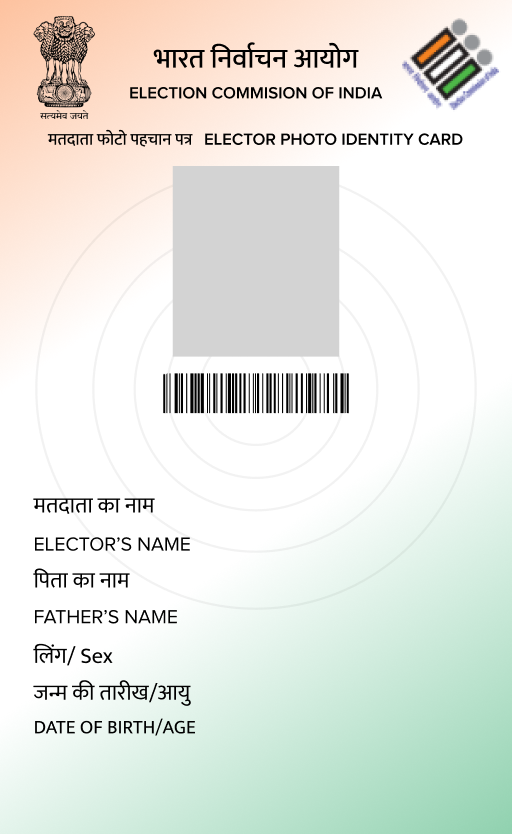 भारत निर्वाचन आयोग
ELECTION COMMISION OF INDIA
सत्यमेव जयते
मतदाता फोटो पहचान पत्र ELECTOR PHOTO IDENTITY CARD
मतदाता का नाम
ELECTOR'S NAME
पिता का नाम
FATHER'S NAME
लिंग/ Sex
जन्म की तारीख/आयु
DATE OF BIRTH/AGE